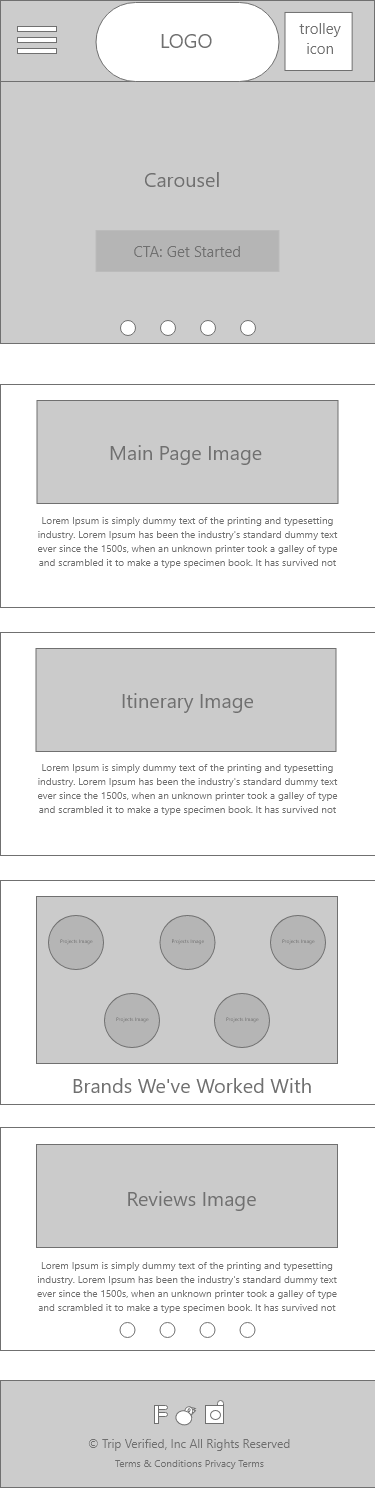 LOGO
trolley
icon
Carousel
CTA: Get Started
Main Page Image
Lorem Ipsum is simply dummy text of the printing and typesetting
industry. Lorem Ipsum has been the industry's standard dummy text
ever since the 1500s, when an unknown printer took a galley of type
and scrambled it to make a type specimen book. It has survived not
Itinerary Image
Lorem Ipsum is simply dummy text of the printing and typesetting
industry. Lorem Ipsum has been the industry's standard dummy text
ever since the 1500s, when an unknown printer took a galley of type
and scrambled it to make a type specimen book. It has survived not
Projects Image
Projects Image
Projects Image
Projects Image
Projects Image
Brands We've Worked With
Reviews Image
Lorem Ipsum is simply dummy text of the printing and typesetting
industry. Lorem Ipsum has been the industry's standard dummy text
ever since the 1500s, when an unknown printer took a galley of type
and scrambled it to make a type specimen book. It has survived not
© Trip Verified, Inc All Rights Reserved
Terms & Conditions Privacy Terms